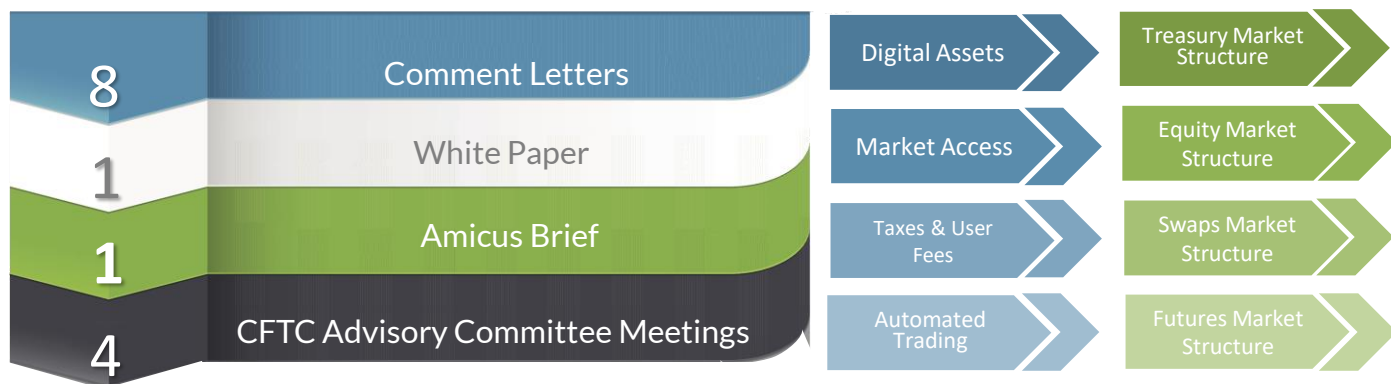 8
Comment Letters
1
White Paper
1
Amicus Brief
4
CFTC Advisory Committee Meetings
Digital Assets
Market Access
Taxes & User
Fees
Automated
Trading
Treasury Market
Structure
Equity Market
Structure
Swaps Market
Structure
Futures Market
Structure